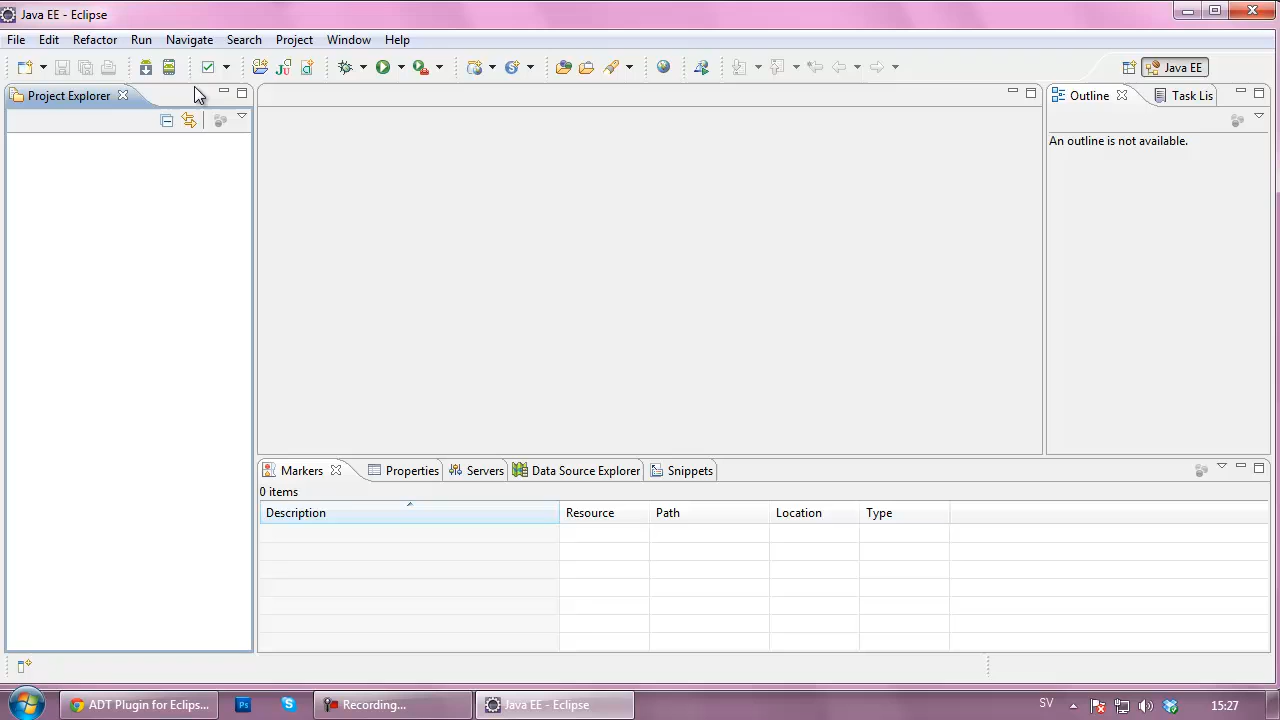 Java EE - Eclipse
File Edit Refactor Run Navigate Search Project Window Help
Java EE
Project Explorer
Outline Task Lis
An outline is not available.
Markers Properties Servers Data Source Explorer Snippets
0 items
Description Resource Path Location Type
ADT Plugin for Eclips... Recording... Java EE - Eclipse SV 15:27